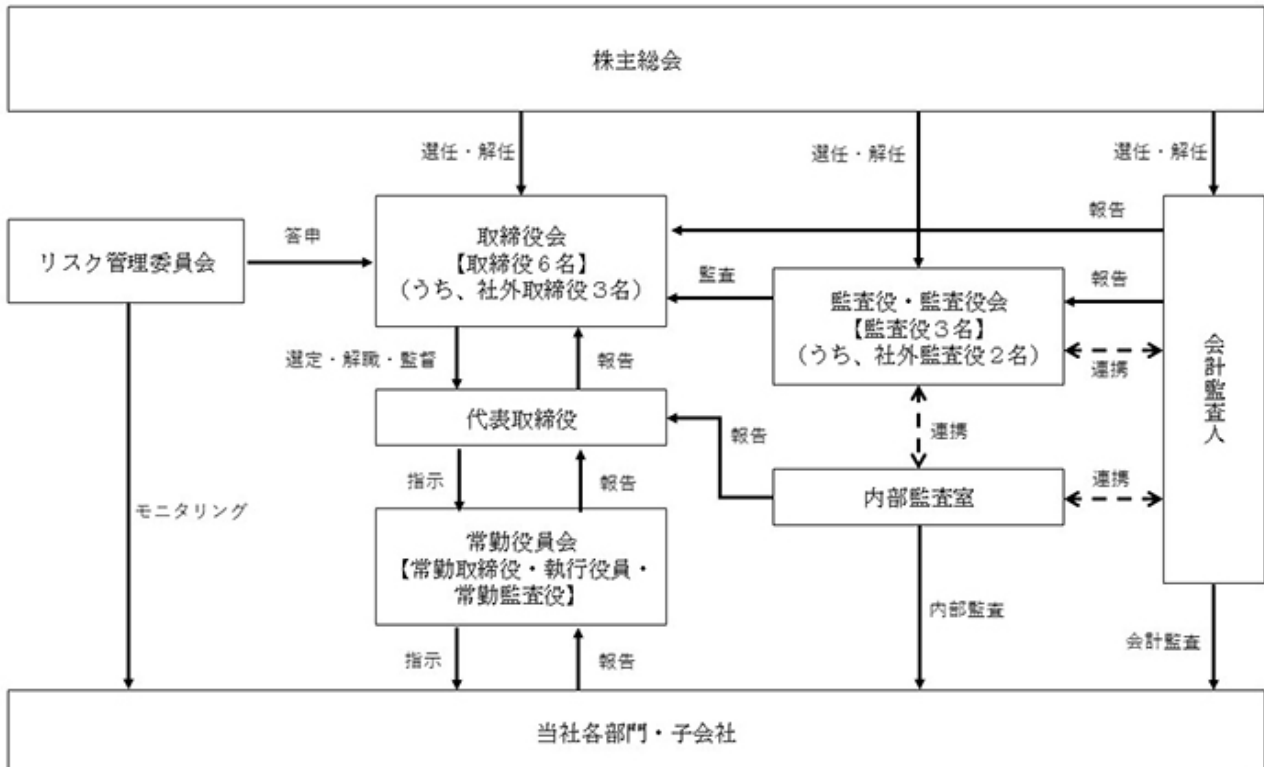 株主総会
選任・解任
選任・解任
選任・解任
リスク管理委員会
答申
取締役会
【取締役6名】
（うち、社外取締役3名）
報告
監査
監査役・監査役会
【監査役3名】
（うち、社外監査役2名）
報告
連携
会計監査人
選定・解職・監督
報告
代表取締役
報告
連携
内部監査室
連携
指示
報告
モニタリング
常勤役員会
【常勤取締役・執行役員・
常勤監査役】
内部監査
会計監査
指示
報告
当社各部門・子会社